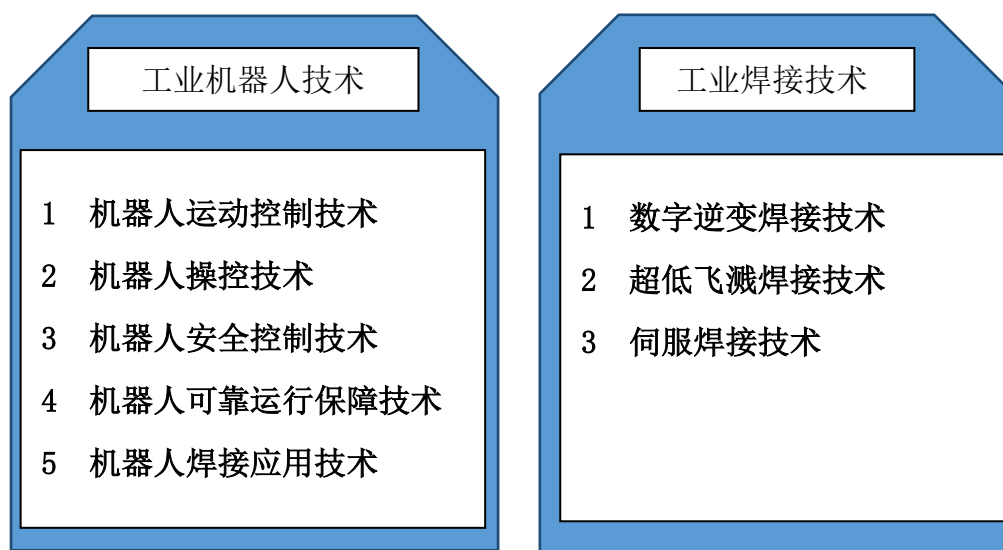 工业机器人技术
1 机器人运动控制技术
2 机器人操控技术
3 机器人安全控制技术
4 机器人可靠运行保障技术
5 机器人焊接应用技术
工业焊接技术
1 数字逆变焊接技术
2 超低飞溅焊接技术
3 伺服焊接技术